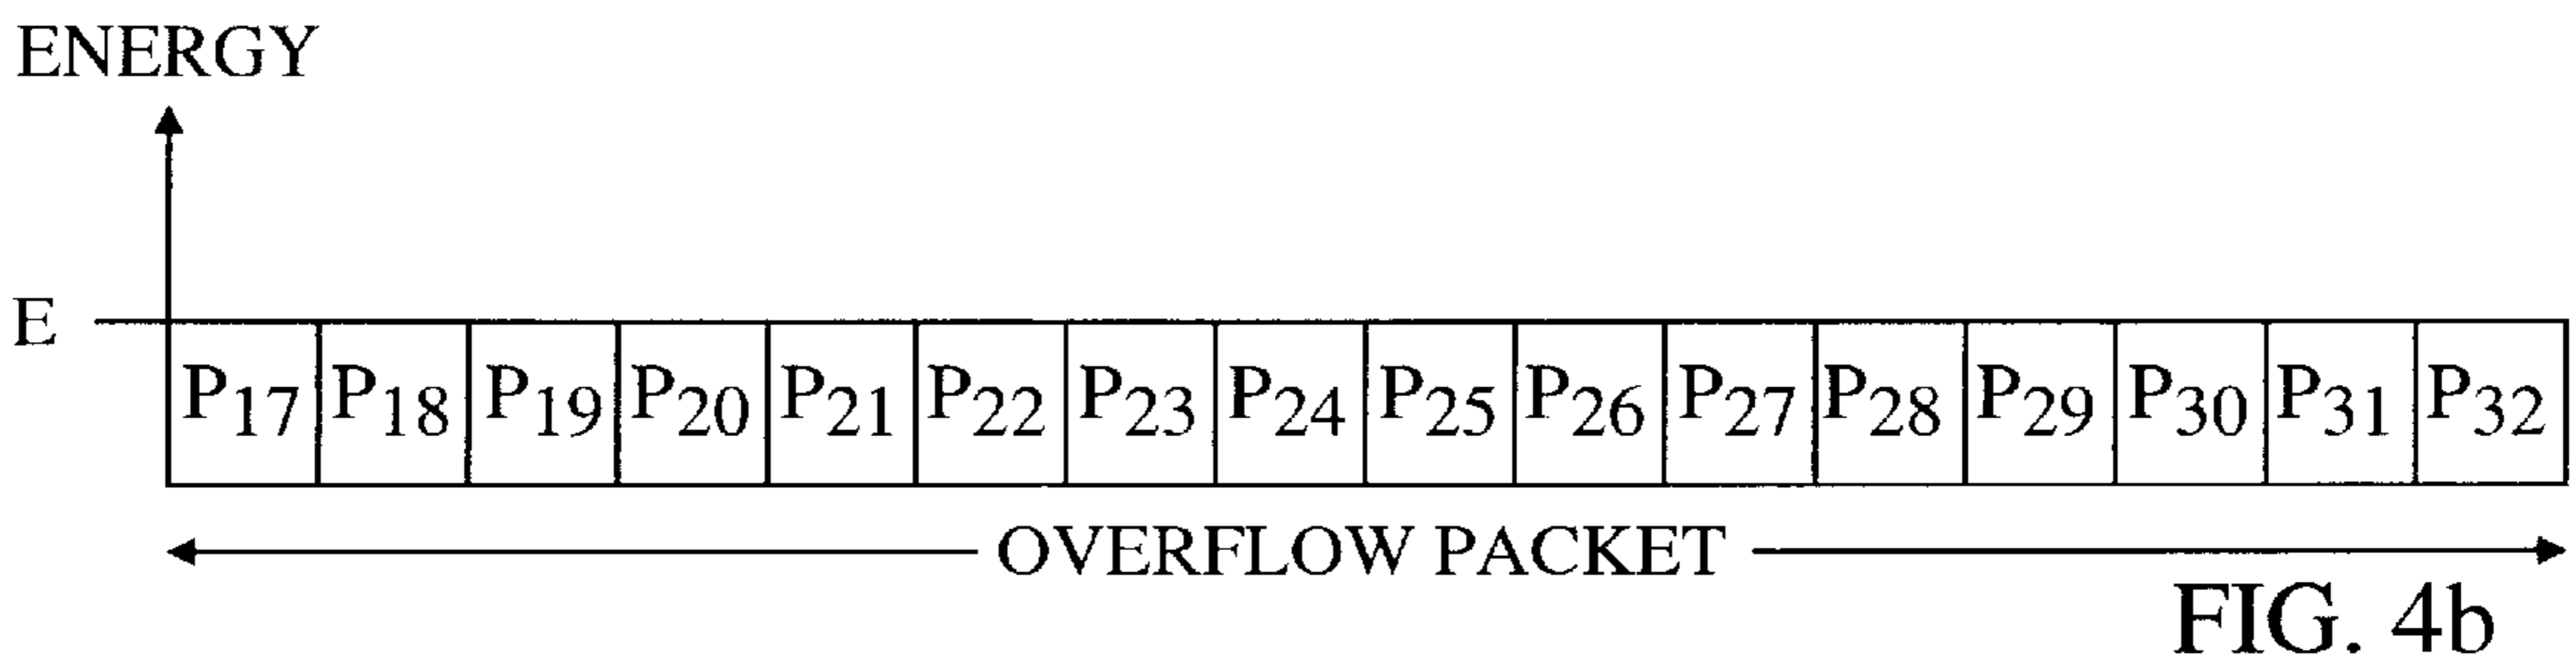 ENERGY
E
P17 P18 P19 P20 P21 P22 P23 P24 P25 P26 P27 P28 P29 P30 P31 P32
OVERFLOW PACKET
FIG. 4b